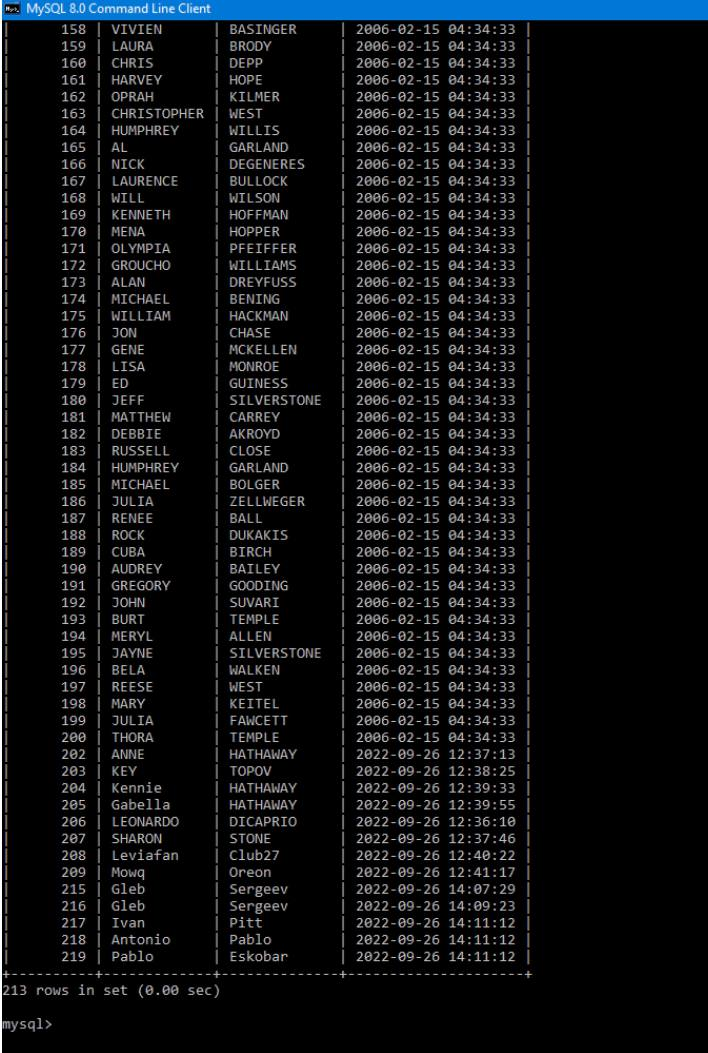 MySQL 8.0 Command Line Client
|      158 | VIVIEN      | BASINGER     | 2006-02-15 04:34:33 |
|      159 | LAURA       | BRODY        | 2006-02-15 04:34:33 |
|      160 | CHRIS       | DEPP         | 2006-02-15 04:34:33 |
|      161 | HARVEY      | HOPE         | 2006-02-15 04:34:33 |
|      162 | OPRAH       | KILMER       | 2006-02-15 04:34:33 |
|      163 | CHRISTOPHER | WEST         | 2006-02-15 04:34:33 |
|      164 | HUMPHREY    | WILLIS       | 2006-02-15 04:34:33 |
|      165 | AL          | GARLAND      | 2006-02-15 04:34:33 |
|      166 | NICK        | DEGENERES    | 2006-02-15 04:34:33 |
|      167 | LAURENCE    | BULLOCK      | 2006-02-15 04:34:33 |
|      168 | WILL        | WILSON       | 2006-02-15 04:34:33 |
|      169 | KENNETH     | HOFFMAN      | 2006-02-15 04:34:33 |
|      170 | MENA        | HOPPER       | 2006-02-15 04:34:33 |
|      171 | OLYMPIA     | PFEIFFER     | 2006-02-15 04:34:33 |
|      172 | GROUCHO     | WILLIAMS     | 2006-02-15 04:34:33 |
|      173 | ALAN        | DREYFUSS     | 2006-02-15 04:34:33 |
|      174 | MICHAEL     | BENING       | 2006-02-15 04:34:33 |
|      175 | WILLIAM     | HACKMAN      | 2006-02-15 04:34:33 |
|      176 | JON         | CHASE        | 2006-02-15 04:34:33 |
|      177 | GENE        | MCKELLEN     | 2006-02-15 04:34:33 |
|      178 | LISA        | MONROE       | 2006-02-15 04:34:33 |
|      179 | ED          | GUINESS      | 2006-02-15 04:34:33 |
|      180 | JEFF        | SILVERSTONE  | 2006-02-15 04:34:33 |
|      181 | MATTHEW     | CARREY       | 2006-02-15 04:34:33 |
|      182 | DEBBIE      | AKROYD       | 2006-02-15 04:34:33 |
|      183 | RUSSELL     | CLOSE        | 2006-02-15 04:34:33 |
|      184 | HUMPHREY    | GARLAND      | 2006-02-15 04:34:33 |
|      185 | MICHAEL     | BOLGER       | 2006-02-15 04:34:33 |
|      186 | JULIA       | ZELLWEGER    | 2006-02-15 04:34:33 |
|      187 | RENEE       | BALL         | 2006-02-15 04:34:33 |
|      188 | ROCK        | DUKAKIS      | 2006-02-15 04:34:33 |
|      189 | CUBA        | BIRCH        | 2006-02-15 04:34:33 |
|      190 | AUDREY      | BAILEY       | 2006-02-15 04:34:33 |
|      191 | GREGORY     | GOODING      | 2006-02-15 04:34:33 |
|      192 | JOHN        | SUVARI       | 2006-02-15 04:34:33 |
|      193 | BURT        | TEMPLE       | 2006-02-15 04:34:33 |
|      194 | MERYL       | ALLEN        | 2006-02-15 04:34:33 |
|      195 | JAYNE       | SILVERSTONE  | 2006-02-15 04:34:33 |
|      196 | BELA        | WALKEN       | 2006-02-15 04:34:33 |
|      197 | REESE       | WEST         | 2006-02-15 04:34:33 |
|      198 | MARY        | KEITEL       | 2006-02-15 04:34:33 |
|      199 | JULIA       | FAWCETT      | 2006-02-15 04:34:33 |
|      200 | THORA       | TEMPLE       | 2006-02-15 04:34:33 |
|      202 | ANNE        | HATHAWAY     | 2022-09-26 12:37:13 |
|      203 | KEY         | TOPOV        | 2022-09-26 12:38:25 |
|      204 | Kennie      | HATHAWAY     | 2022-09-26 12:39:33 |
|      205 | Gabella     | HATHAWAY     | 2022-09-26 12:39:55 |
|      206 | LEONARDO    | DICAPRIO     | 2022-09-26 12:36:10 |
|      207 | SHARON      | STONE        | 2022-09-26 12:37:46 |
|      208 | Leviafan    | Club27       | 2022-09-26 12:40:22 |
|      209 | Mowq        | Oreon        | 2022-09-26 12:41:17 |
|      215 | Gleb        | Sergeev      | 2022-09-26 14:07:29 |
|      216 | Gleb        | Sergeev      | 2022-09-26 14:09:23 |
|      217 | Ivan        | Pitt         | 2022-09-26 14:11:12 |
|      218 | Antonio     | Pablo        | 2022-09-26 14:11:12 |
|      219 | Pablo       | Eskobar      | 2022-09-26 14:11:12 |
+----------+-------------+--------------+---------------------+
213 rows in set (0.00 sec)
mysql>